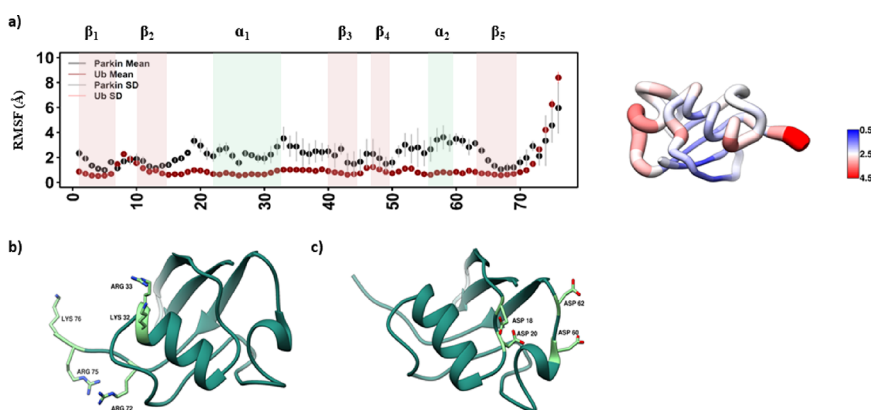 β1 β2 α1 β3 β4 α2 β5
a)
10
8
6
4
2
0
RMSF (Å)
Parkin Mean
Ub Mean
Parkin SD
Ub SD
0 10 20 30 40 50 60 70
0.5
2.5
4.5
b)
ARG 33
LYS 32
LYS 76
ARG 75
ARG 72
c)
ASP 62
ASP 18
ASP 20
ASP 60